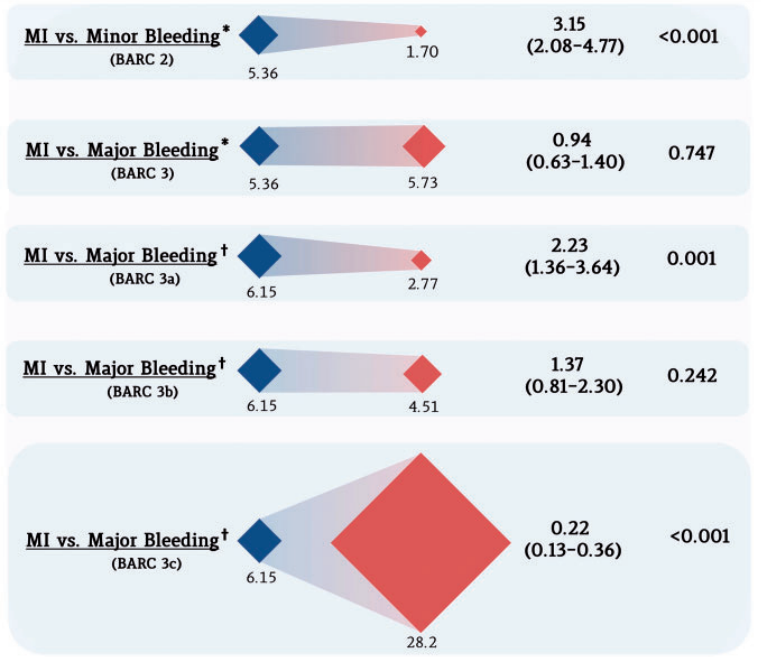 MI vs. Minor Bleeding*
(BARC 2)
5.36
1.70
3.15
(2.08–4.77)
<0.001
MI vs. Major Bleeding*
(BARC 3)
5.36
5.73
0.94
(0.63–1.40)
0.747
MI vs. Major Bleeding†
(BARC 3a)
6.15
2.77
2.23
(1.36–3.64)
0.001
MI vs. Major Bleeding†
(BARC 3b)
6.15
4.51
1.37
(0.81–2.30)
0.242
MI vs. Major Bleeding†
(BARC 3c)
6.15
28.2
0.22
(0.13–0.36)
<0.001